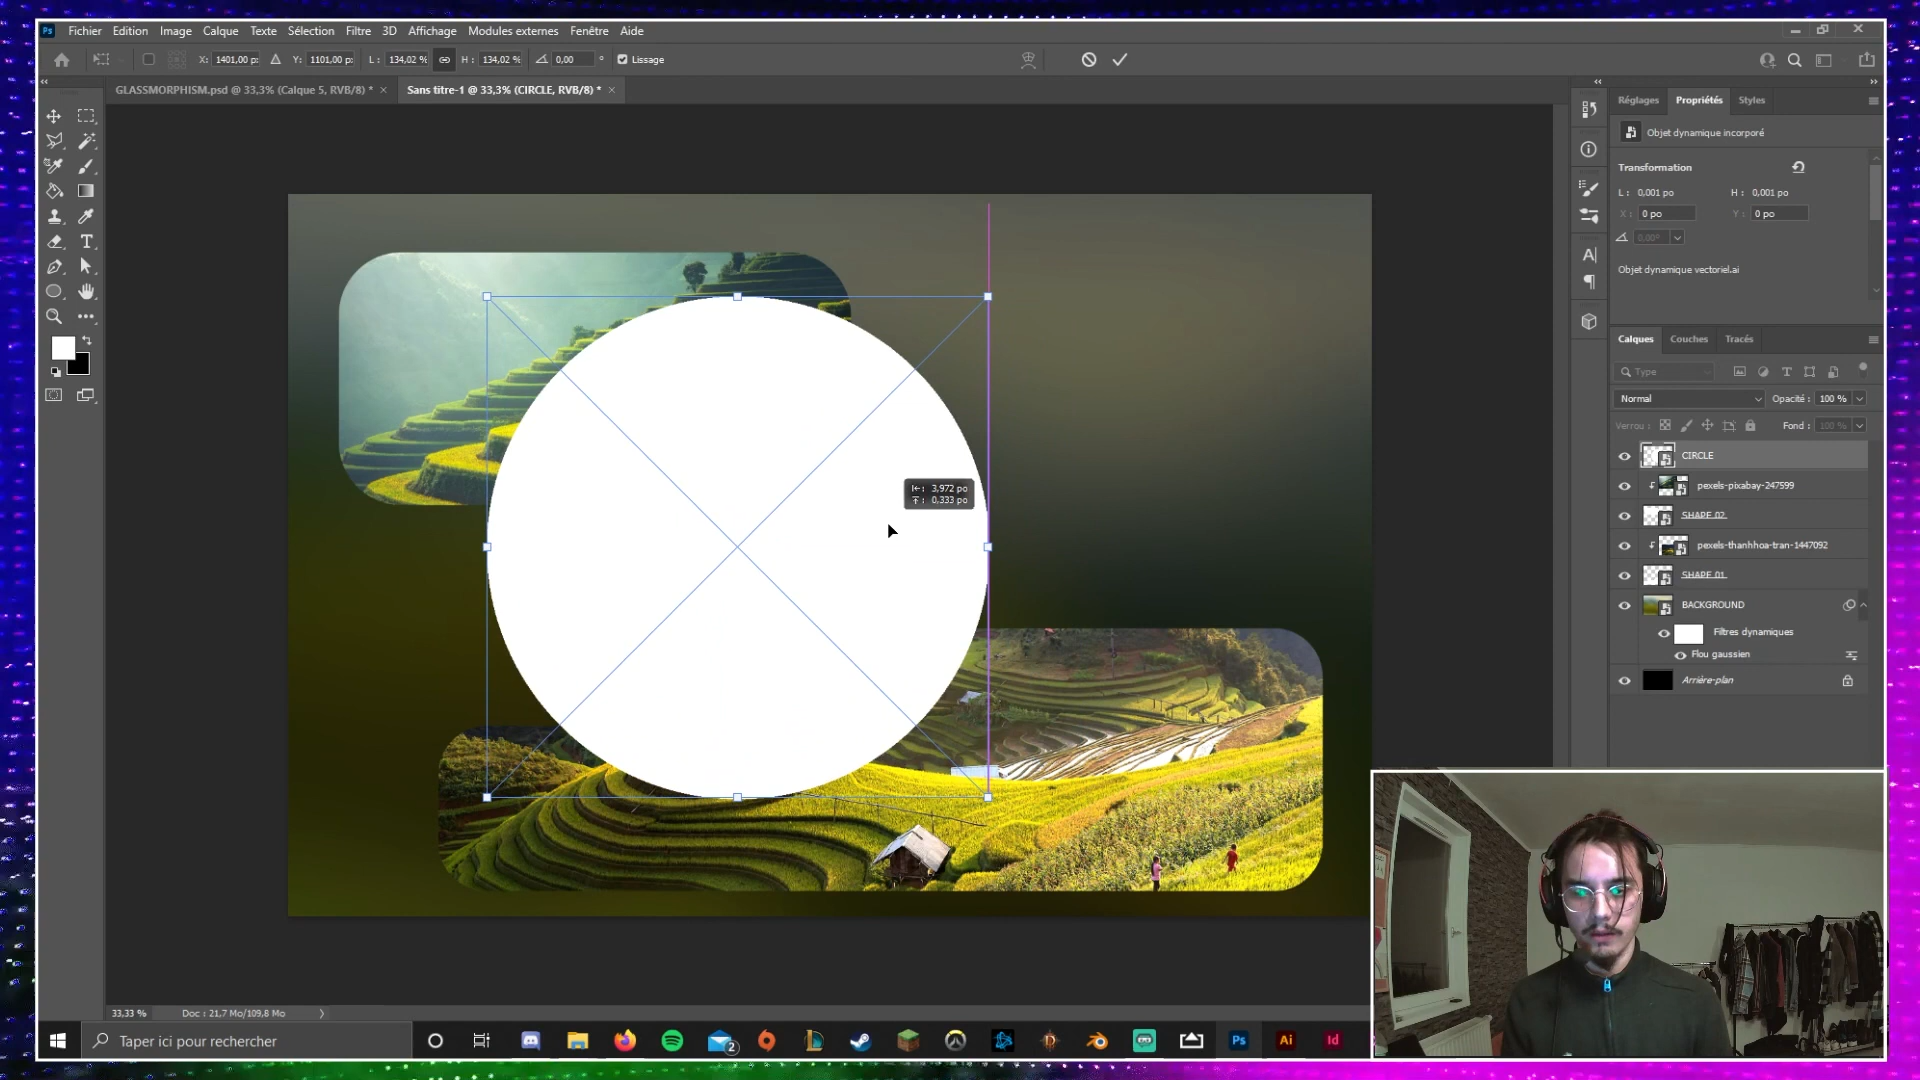 Ps Fichier Edition Image Calque Texte Sélection Filtre 3D Affichage Modules externes Fenêtre Aide
X: 1401,00 p: Y: 1101,00 p: L: 134,02 % H: 134,02 % 0,00 ° Lissage
GLASSMORPHISM.psd @ 33,3% (Calque 5, RVB/8) * ×
Sans titre-1 @ 33,3% (CIRCLE, RVB/8) * ×
Réglages Propriétés Styles
Objet dynamique incorporé
Transformation
L : 0,001 po H : 0,001 po
X : 0 po Y : 0 po
0,00°
Objet dynamique vectoriel.ai
3,972 po
0,333 po
Calques Couches Tracés
Type
Normal Opacité : 100 %
Verrou : Fond : 100 %
CIRCLE
pexels-pixabay-247599
SHAPE 02
pexels-thanhhoa-tran-1447092
SHAPE 01
BACKGROUND
Filtres dynamiques
Flou gaussien
Arrière-plan
33,33 % Doc : 21,7 Mo/109,8 Mo
Taper ici pour rechercher
2
Ps Ai Id